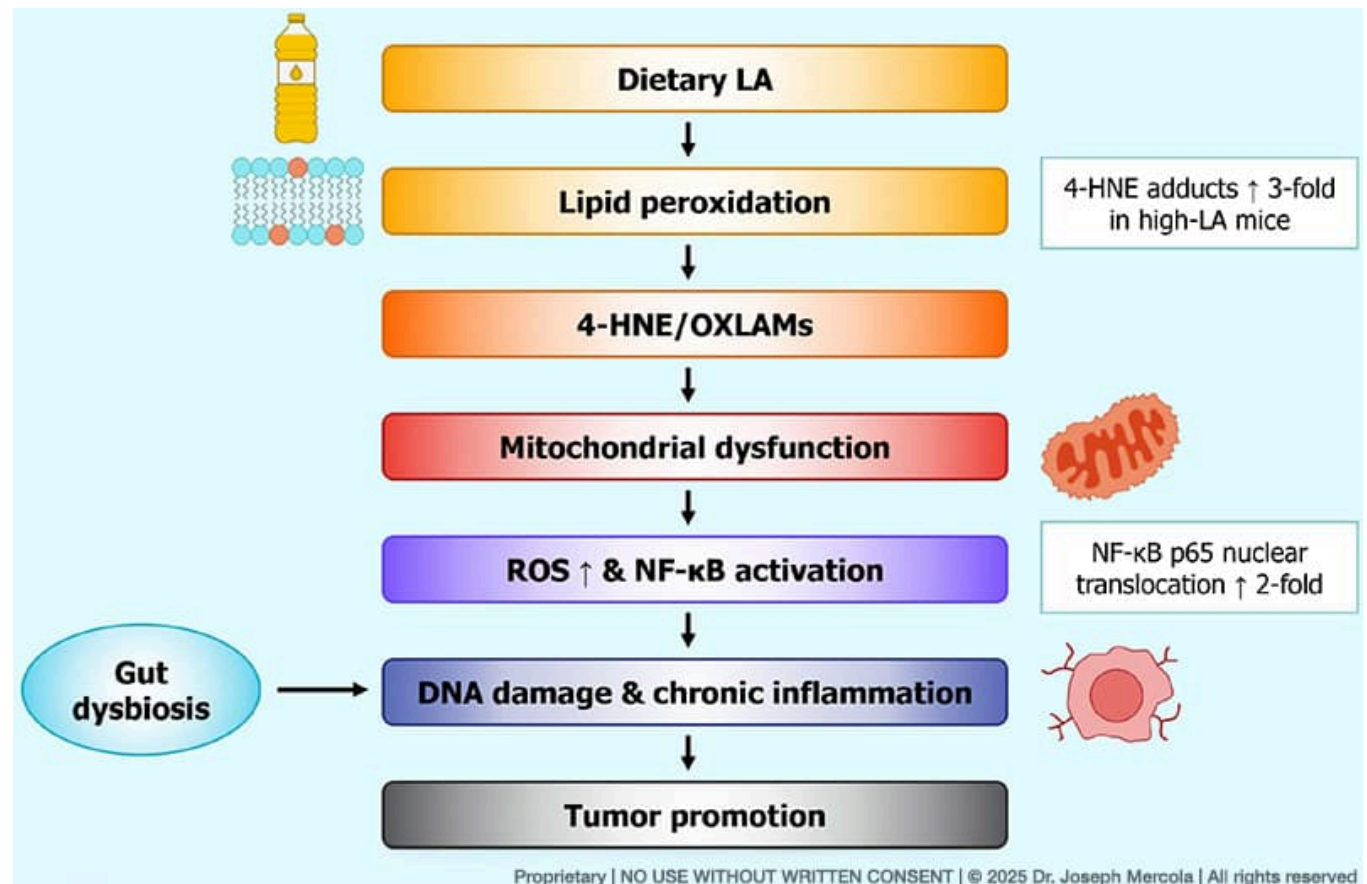 Dietary LA
Lipid peroxidation
4-HNE adducts ↑ 3-fold
in high-LA mice
4-HNE/OXLAMs
Mitochondrial dysfunction
ROS ↑ & NF-κB activation
NF-κB p65 nuclear
translocation ↑ 2-fold
Gut
dysbiosis
DNA damage & chronic inflammation
Tumor promotion
Proprietary | NO USE WITHOUT WRITTEN CONSENT | © 2025 Dr. Joseph Mercola | All rights reserved